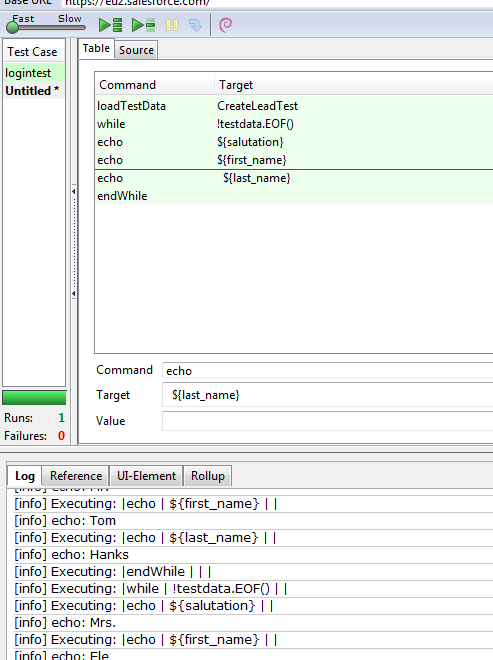 Base URL https://eu2.salesforce.com/
Fast Slow
Test Case
logintest
Untitled *
Table Source
Command Target
loadTestData CreateLeadTest
while !testdata.EOF()
echo ${salutation}
echo ${first_name}
echo ${last_name}
endWhile
Command echo
Target ${last_name}
Value
Runs: 1
Failures: 0
Log Reference UI-Element Rollup
[info] echo: Mr.
[info] Executing: |echo | ${first_name} | |
[info] echo: Tom
[info] Executing: |echo | ${last_name} | |
[info] echo: Hanks
[info] Executing: |endWhile | | |
[info] Executing: |while | !testdata.EOF() | |
[info] Executing: |echo | ${salutation} | |
[info] echo: Mrs.
[info] Executing: |echo | ${first_name} | |
[info] echo: Ele